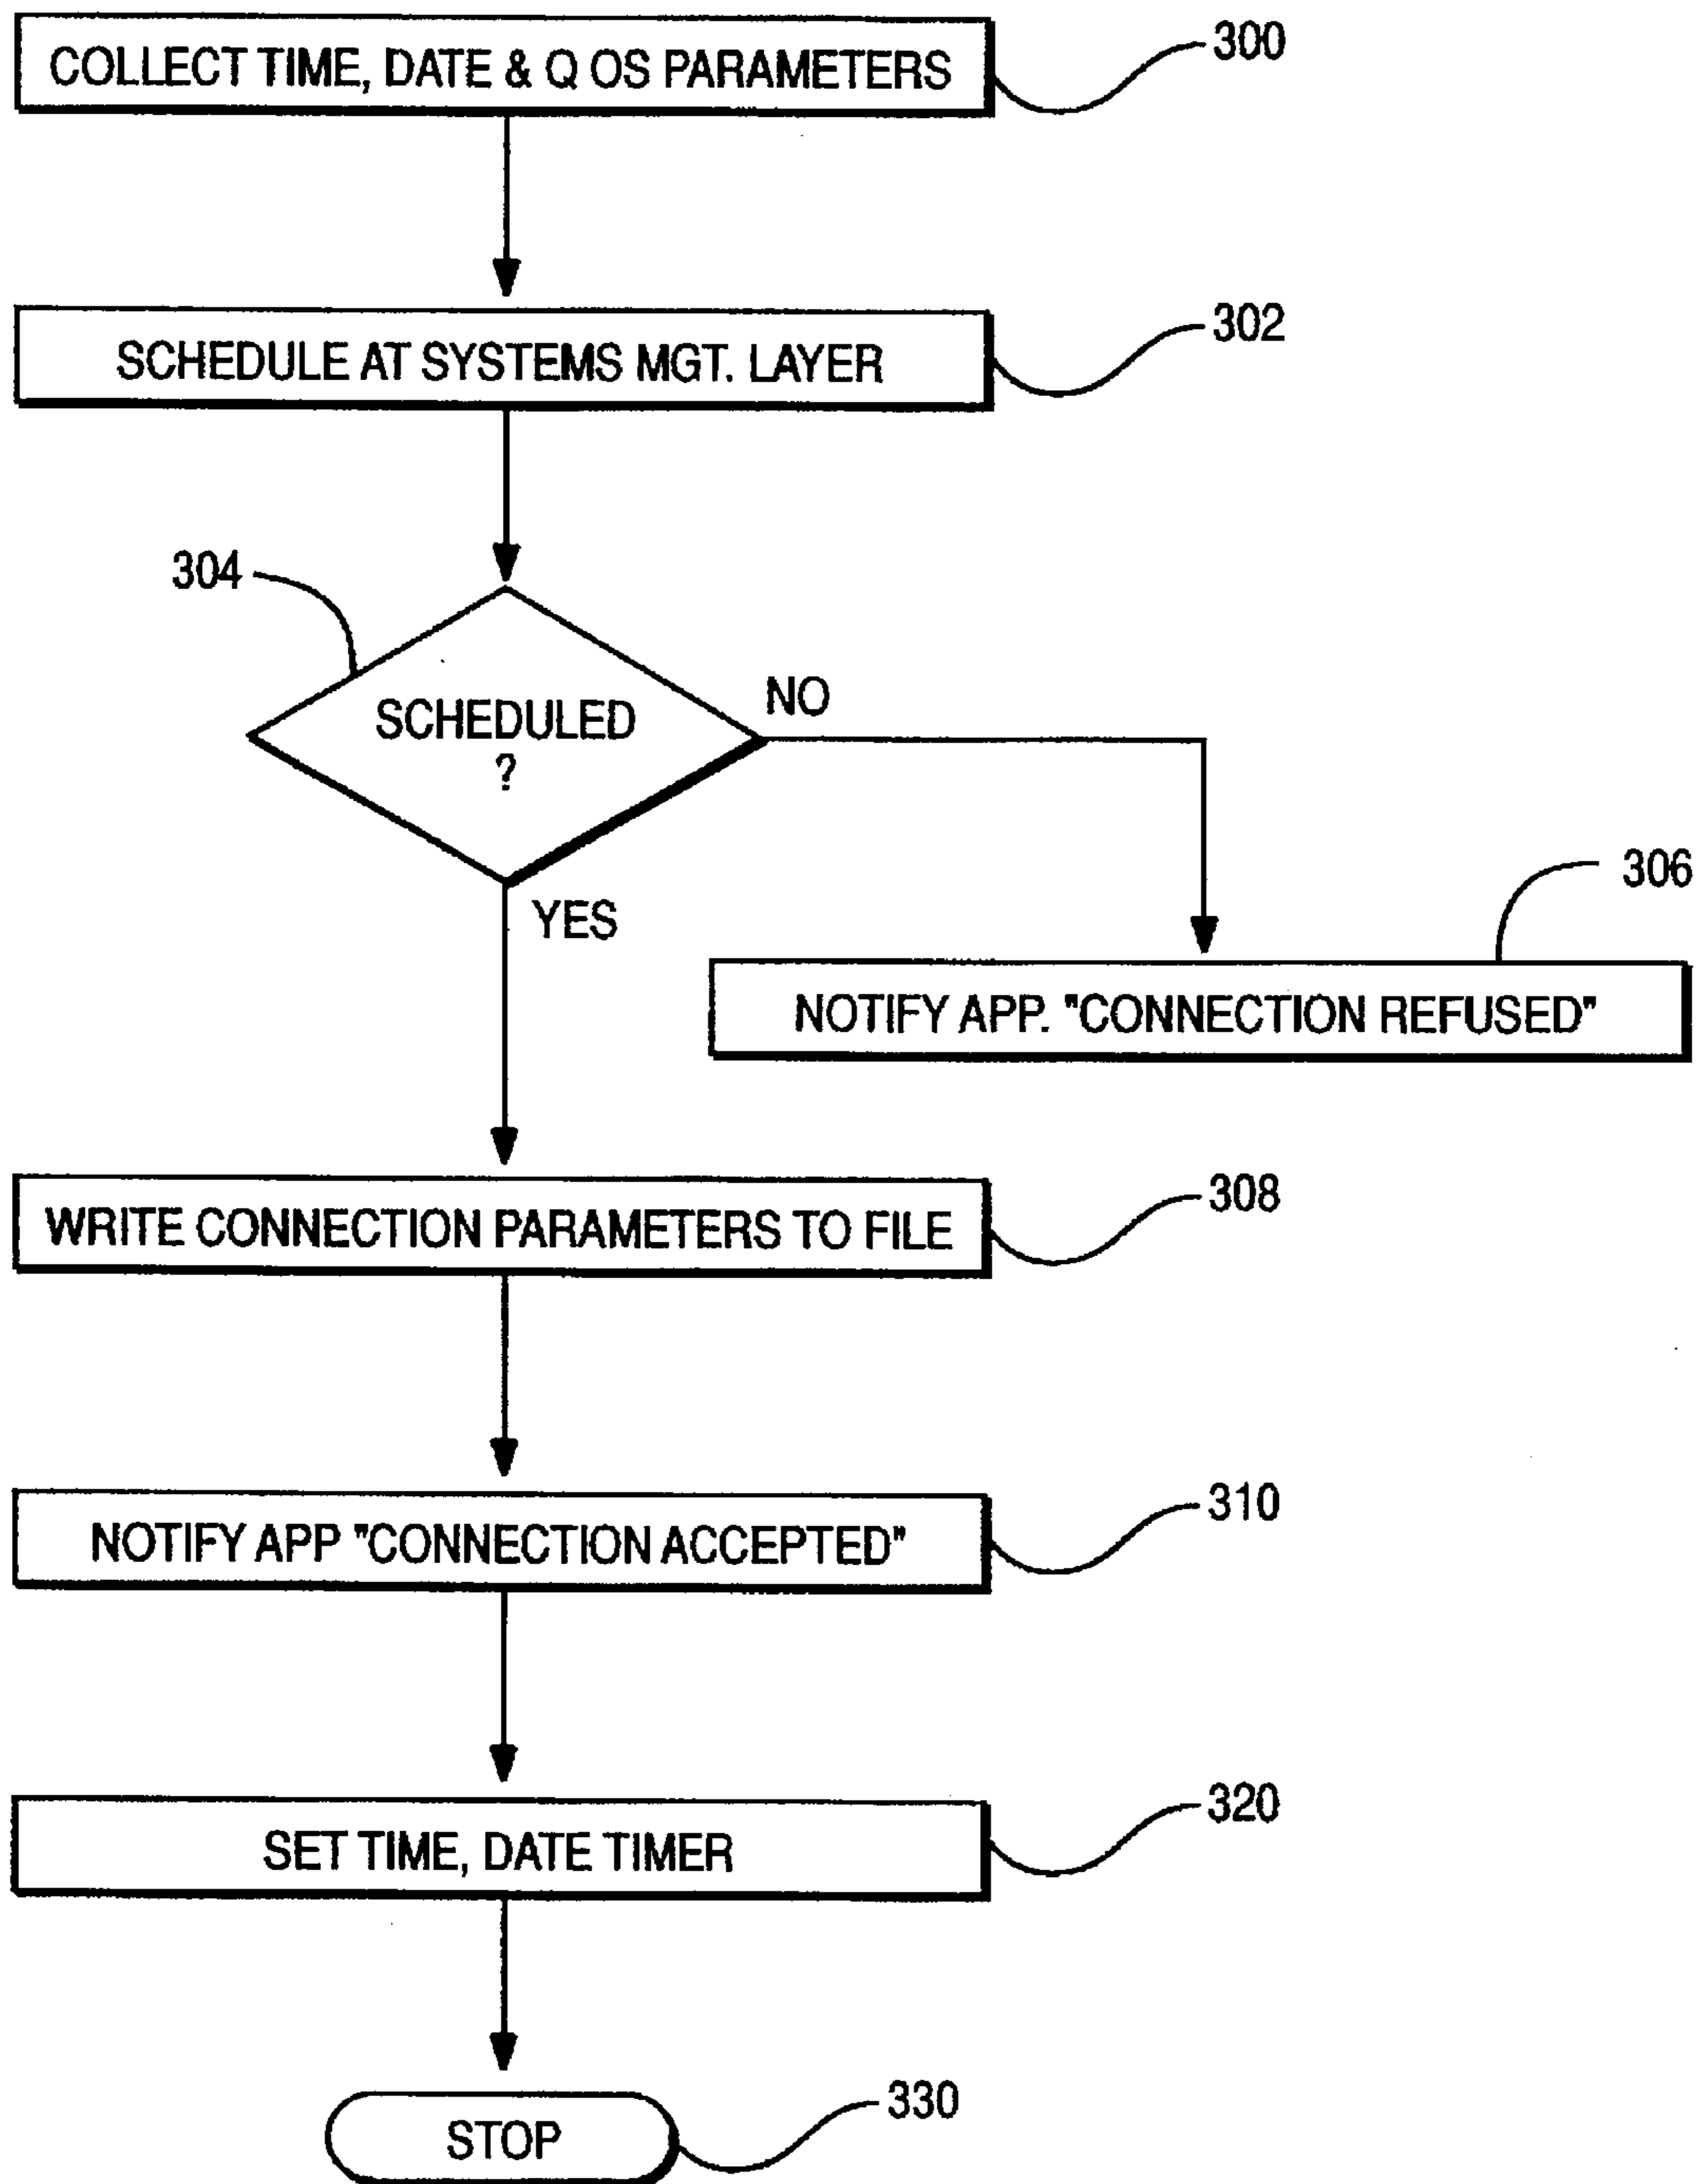 COLLECT TIME, DATE & Q OS PARAMETERS
300
SCHEDULE AT SYSTEMS MGT. LAYER
302
304
SCHEDULED
?
NO
YES
306
NOTIFY APP. "CONNECTION REFUSED"
WRITE CONNECTION PARAMETERS TO FILE
308
NOTIFY APP "CONNECTION ACCEPTED"
310
SET TIME, DATE TIMER
320
STOP
330